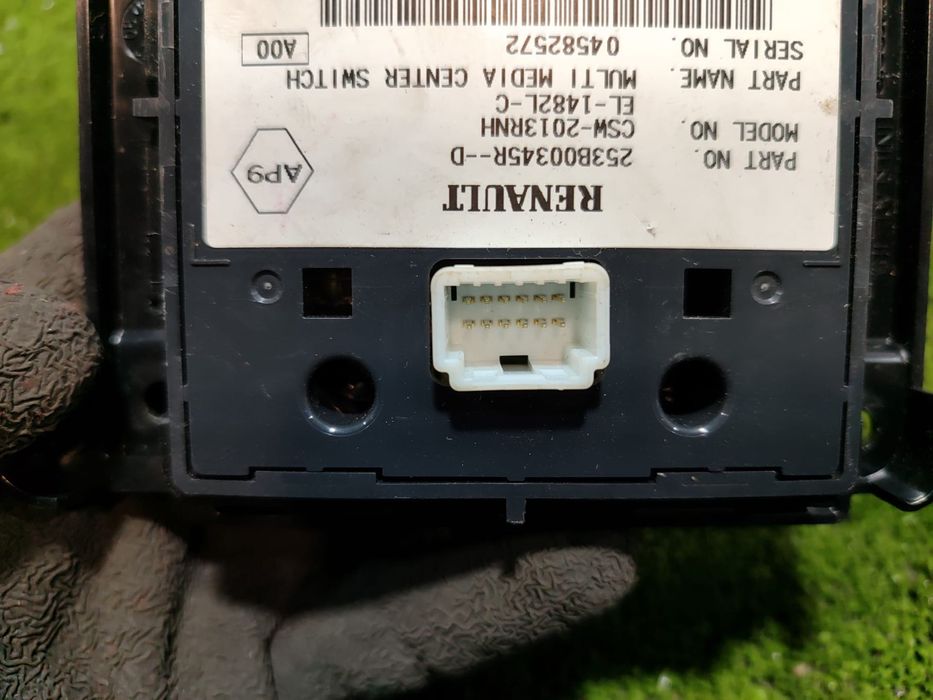 RENAULT
PART NO. 253B00345R--D
AP9
MODEL NO. CSW-2013RNH
EL-1482L-C
PART NAME. MULTI MEDIA CENTER SWITCH
SERIAL NO. 04582572
A00